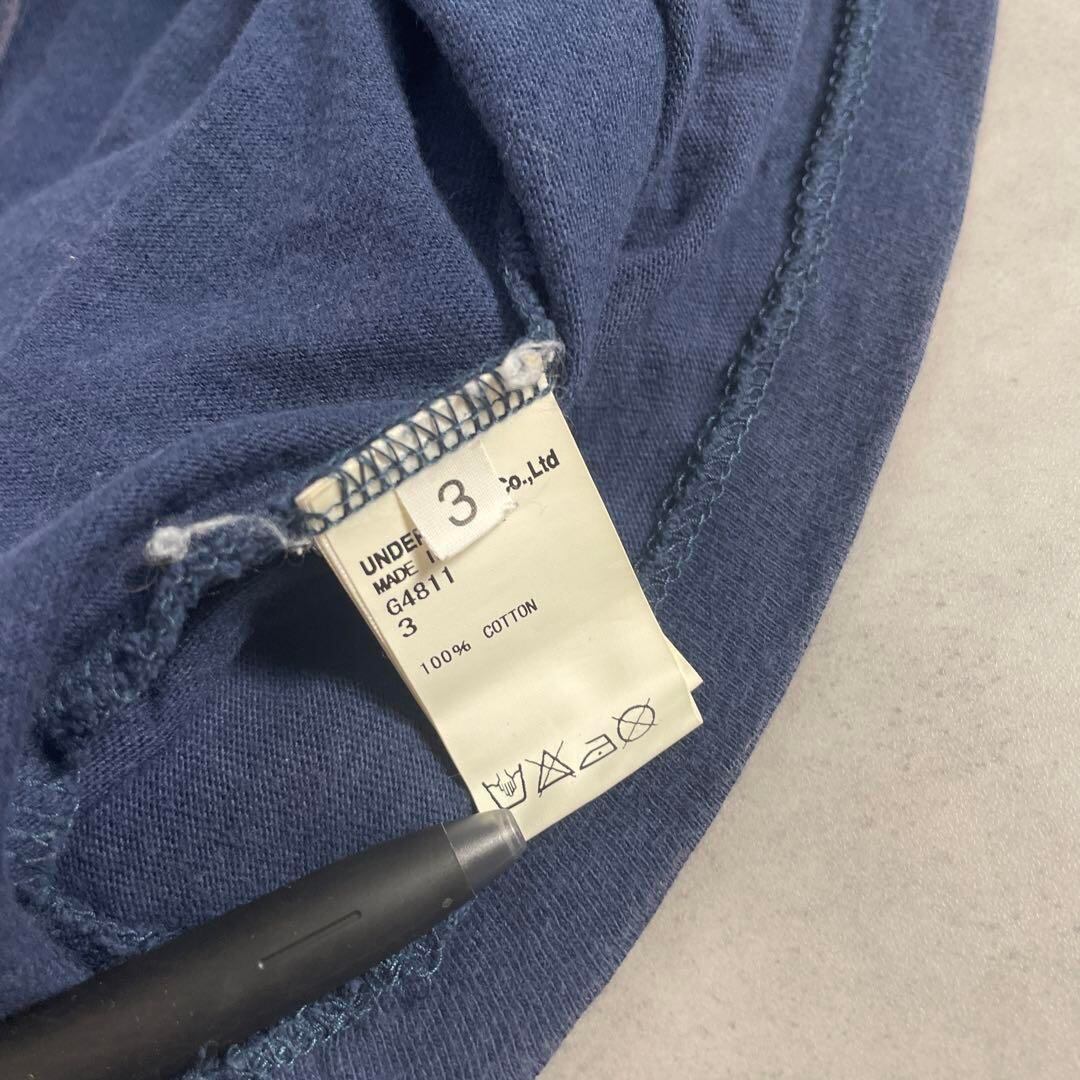 3
UNDER Co.,Ltd
MADE
G4811
3
100% COTTON